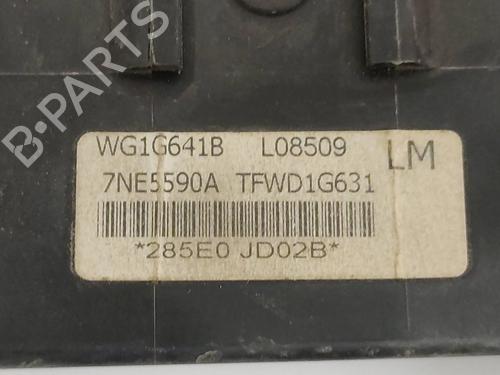 B-PARTS
WG1G641B L08509 LM
7NE5590A TFWD1G631
*285E0 JD02B*